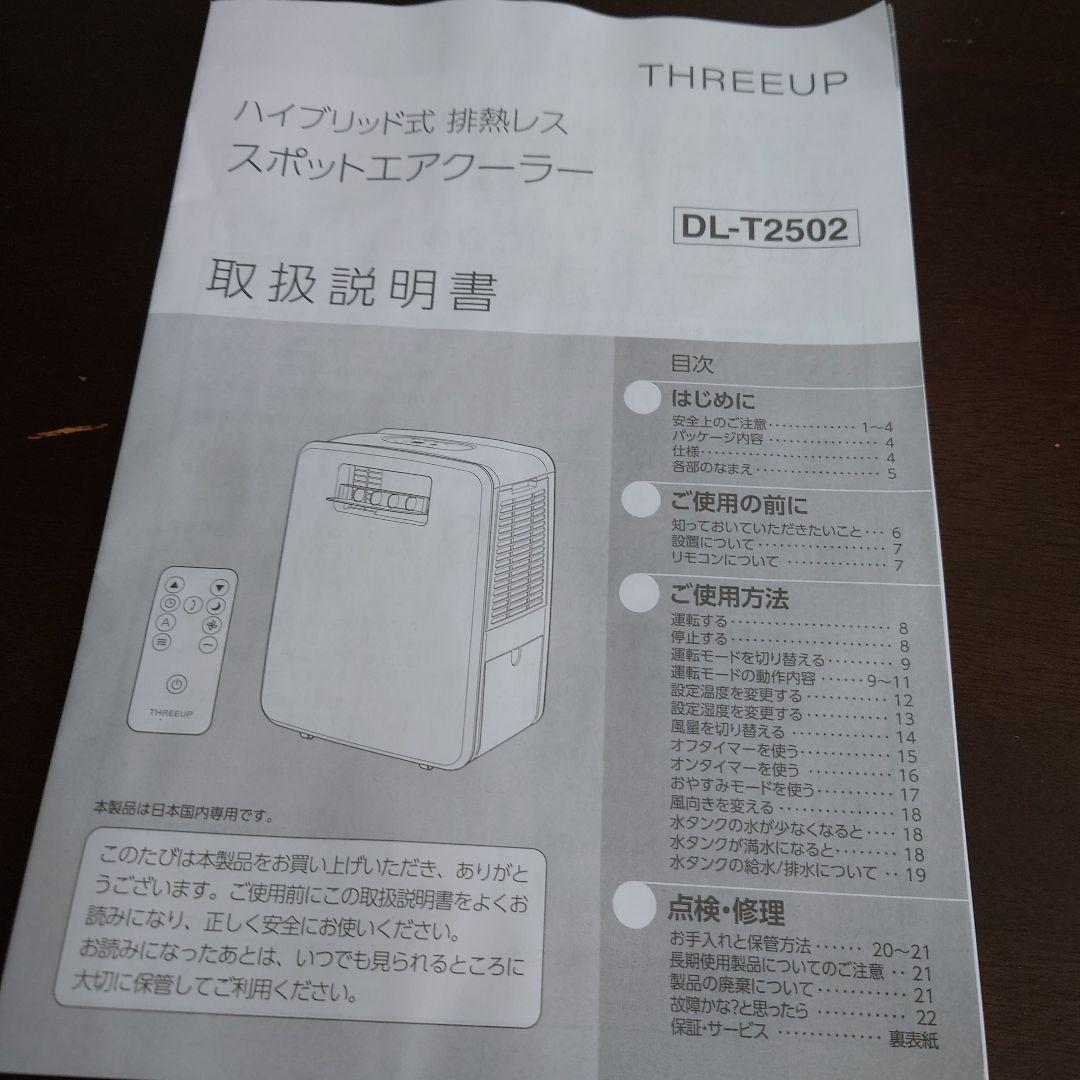 THREEUP
ハイブリッド式 排熱レス
スポットエアクーラー
DL-T2502
取扱説明書
目次
はじめに
安全上のご注意・・・・・・・・・・・・・ 1～4
パッケージ内容・・・・・・・・・・・・・・・・ 4
仕様・・・・・・・・・・・・・・・・・・・・・・・・・・ 4
各部のなまえ・・・・・・・・・・・・・・・・・・ 5
ご使用の前に
知っておいていただきたいこと・・・ 6
設置について・・・・・・・・・・・・・・・・・・ 7
リモコンについて ・・・・・・・・・・・・・・・ 7
ご使用方法
運転する・・・・・・・・・・・・・・・・・・・・・・ 8
停止する・・・・・・・・・・・・・・・・・・・・・・ 8
運転モードを切り替える・・・・・・・・・ 9
運転モードの動作内容・・・・・・9～11
設定温度を変更する・・・・・・・・・・・ 12
設定湿度を変更する・・・・・・・・・・・ 13
風量を切り替える・・・・・・・・・・・・・ 14
オフタイマーを使う・・・・・・・・・・・・ 15
オンタイマーを使う ・・・・・・・・・・・ 16
おやすみモードを使う・・・・・・・・・・ 17
風向きを変える・・・・・・・・・・・・・・・ 18
水タンクの水が少なくなると・・・・ 18
水タンクが満水になると・・・・・・・・ 18
水タンクの給水/排水について・・ 19
点検・修理
お手入れと保管方法・・・・・・ 20～21
長期使用製品についてのご注意・・ 21
製品の廃棄について・・・・・・・・・・・ 21
故障かな?と思ったら ・・・・・・・・・・・ 22
保証・サービス ・・・・・・・・・・・・・ 裏表紙
A
THREEUP
本製品は日本国内専用です。
このたびは本製品をお買い上げいただき、ありがと
うございます。ご使用前にこの取扱説明書をよくお
読みになり、正しく安全にお使いください。
お読みになったあとは、いつでも見られるところに
大切に保管してご利用ください。